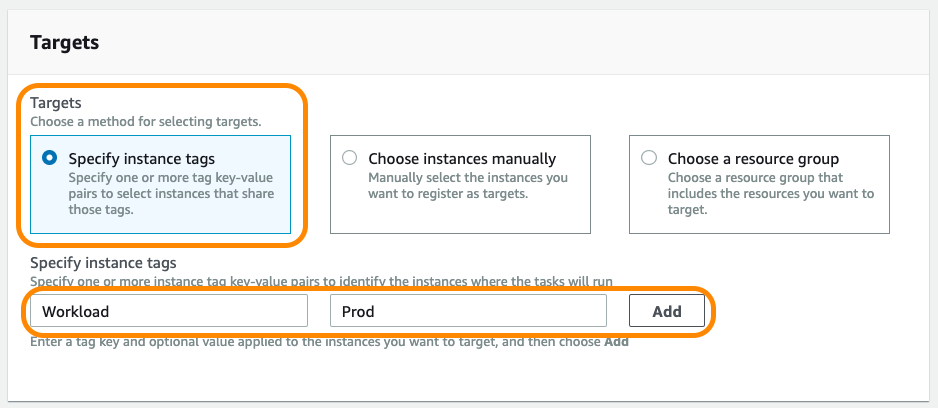 Targets
Targets
Choose a method for selecting targets.
Specify instance tags
Specify one or more tag key-value
pairs to select instances that share
those tags.
Choose instances manually
Manually select the instances you
want to register as targets.
Choose a resource group
Choose a resource group that
includes the resources you want to
target.
Specify instance tags
Specify one or more instance tag key-value pairs to identify the instances where the tasks will run
Workload
Prod
Add
Enter a tag key and optional value applied to the instances you want to target, and then choose Add